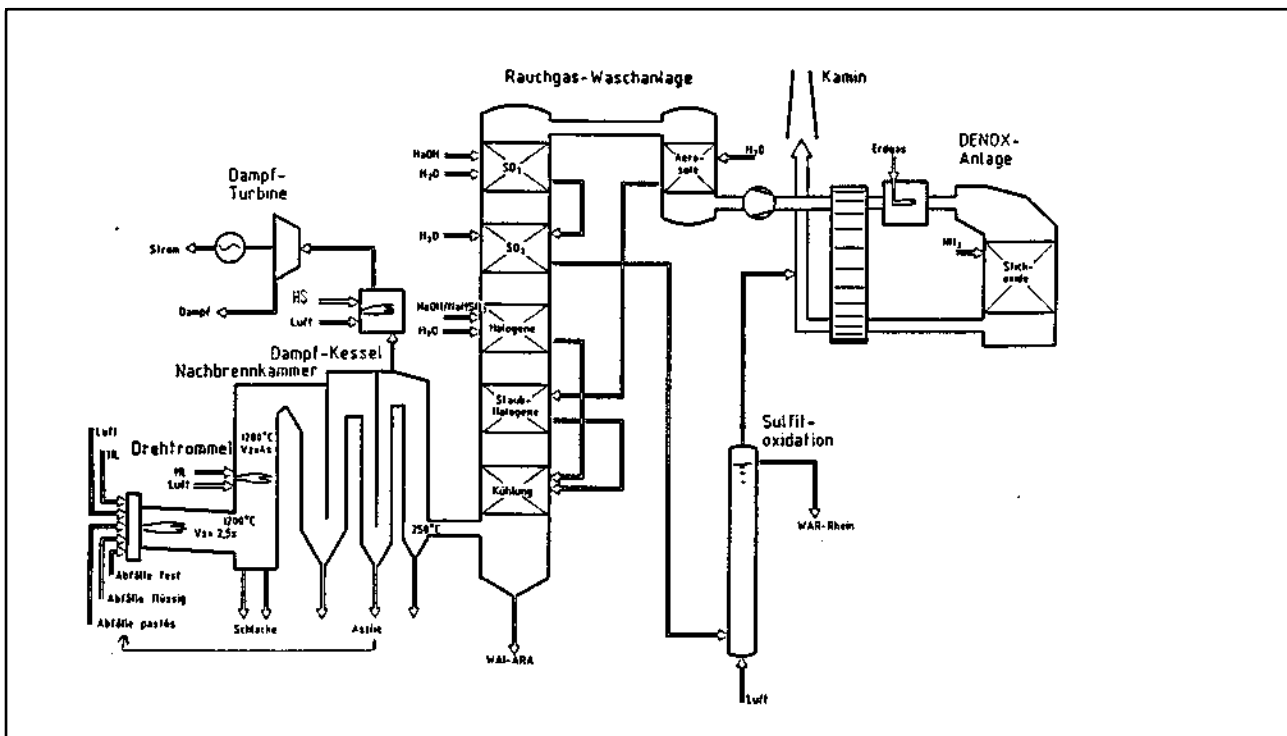 Rauchgas-Waschanlage
Kamin
DENOX-
Anlage
Erdgas
NaOH
H₂O
SO₂
Aero-
sole
H₂O
Dampf-
Turbine
Strom
Dampf
HS
Luft
H₂O
SO₂
NH₃
Stick-
oxide
H₂O
Halogene
Dampf-Kessel
Nachbrennkammer
Staub-
Halogene
Sulfit-
oxidation
Luft
Drehtrommel
1200°C
Luft
Kühlung
1200°C
Vz= 2,5s
250°C
WAR-Rhein
Abfälle fest
Abfälle flüssig
Abfälle pastös
Schlacke
Asche
WAI-ARA
Luft